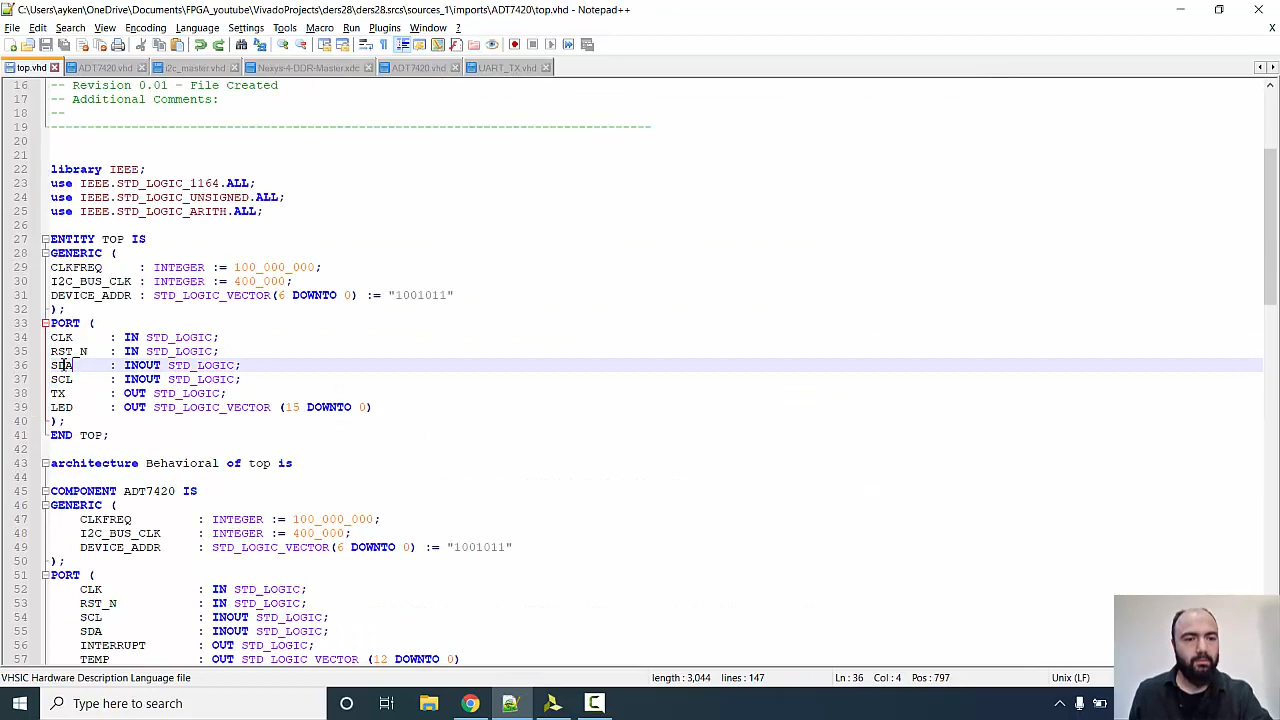 C:\Users\ayken\OneDrive\Documents\FPGA_youtube\VivadoProjects\ders28\ders28.srcs\sources_1\imports\ADT7420\top.vhd - Notepad++
File Edit Search View Encoding Language Settings Tools Macro Run Plugins Window ?
X
top.vhd ADT7420.vhd i2c_master.vhd Nexys-4-DDR-Master.xdc ADT7420.vhd UART_TX.vhd
16 -- Revision 0.01 - File Created
17 -- Additional Comments:
18 --
19 ----------------------------------------------------------------------------------
20
21
22 library IEEE;
23 use IEEE.STD_LOGIC_1164.ALL;
24 use IEEE.STD_LOGIC_UNSIGNED.ALL;
25 use IEEE.STD_LOGIC_ARITH.ALL;
26
27 ENTITY TOP IS
28 GENERIC (
29 CLKFREQ : INTEGER := 100_000_000;
30 I2C_BUS_CLK : INTEGER := 400_000;
31 DEVICE_ADDR : STD_LOGIC_VECTOR(6 DOWNTO 0) := "1001011"
32 );
33 PORT (
34 CLK : IN STD_LOGIC;
35 RST_N : IN STD_LOGIC;
36 SDA : INOUT STD_LOGIC;
37 SCL : INOUT STD_LOGIC;
38 TX : OUT STD_LOGIC;
39 LED : OUT STD_LOGIC_VECTOR (15 DOWNTO 0)
40 );
41 END TOP;
42
43 architecture Behavioral of top is
44
45 COMPONENT ADT7420 IS
46 GENERIC (
47 CLKFREQ : INTEGER := 100_000_000;
48 I2C_BUS_CLK : INTEGER := 400_000;
49 DEVICE_ADDR : STD_LOGIC_VECTOR(6 DOWNTO 0) := "1001011"
50 );
51 PORT (
52 CLK : IN STD_LOGIC;
53 RST_N : IN STD_LOGIC;
54 SCL : INOUT STD_LOGIC;
55 SDA : INOUT STD_LOGIC;
56 INTERRUPT : OUT STD_LOGIC;
57 TEMP : OUT STD_LOGIC_VECTOR (12 DOWNTO 0)
VHSIC Hardware Description Language file length : 3,044 lines : 147 Ln : 36 Col : 4 Pos : 797 Unix (LF)
Type here to search